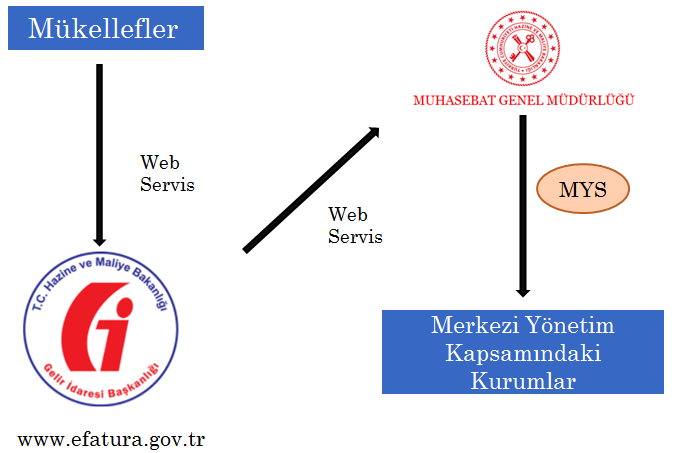 Mükellefler
Web
Servis
T.C. Hazine ve Maliye Bakanlığı
Gelir İdaresi Başkanlığı
www.efatura.gov.tr
Web
Servis
MUHASEBAT GENEL MÜDÜRLÜĞÜ
MYS
Merkezi Yönetim
Kapsamındaki
Kurumlar